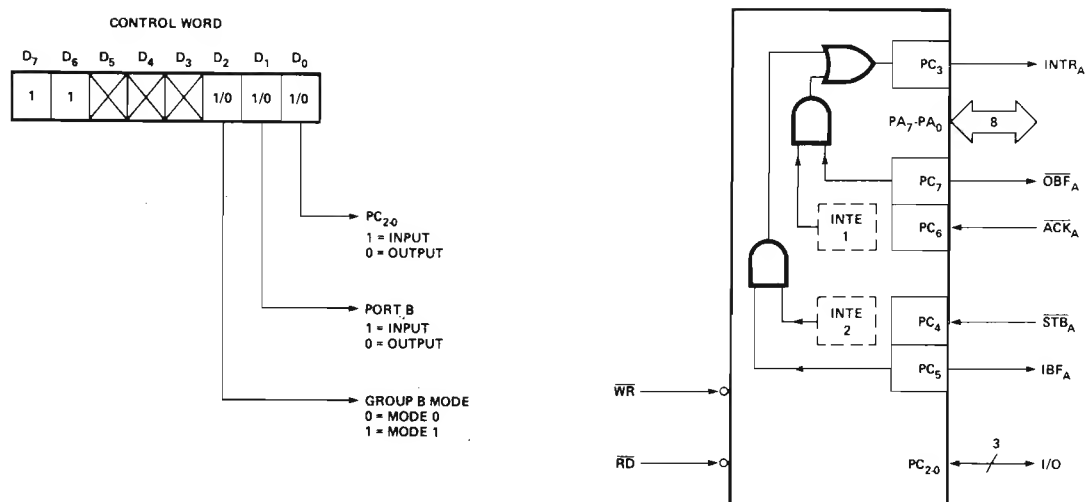 CONTROL WORD
D7 D6 D5 D4 D3 D2 D1 D0
1 1 1/0 1/0 1/0
PC2-0
1 = INPUT
0 = OUTPUT
PORT B
1 = INPUT
0 = OUTPUT
GROUP B MODE
0 = MODE 0
1 = MODE 1
PC3 INTRA
PA7-PA0 8
PC7 OBFA
INTE
1
PC6 ACKA
INTE
2
PC4 STBA
PC5 IBFA
WR
RD
3
PC2-0 I/O